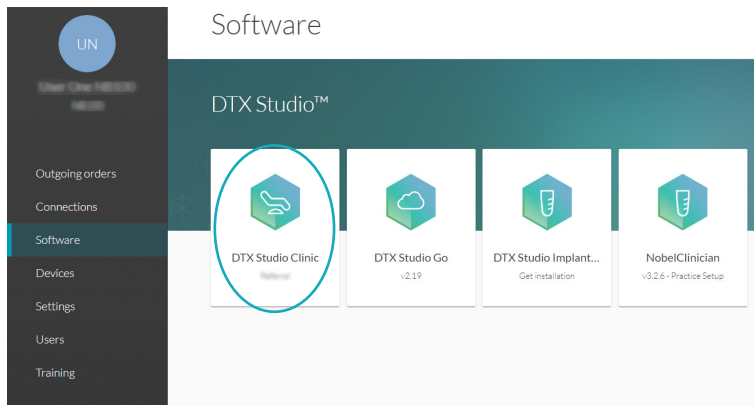 UN
Outgoing orders
Connections
Software
Devices
Settings
Users
Training
Software
DTX Studio™
DTX Studio Clinic
DTX Studio Go
v2.19
DTX Studio Implant...
Get installation
NobelClinician
v3.2.6 - Practice Setup